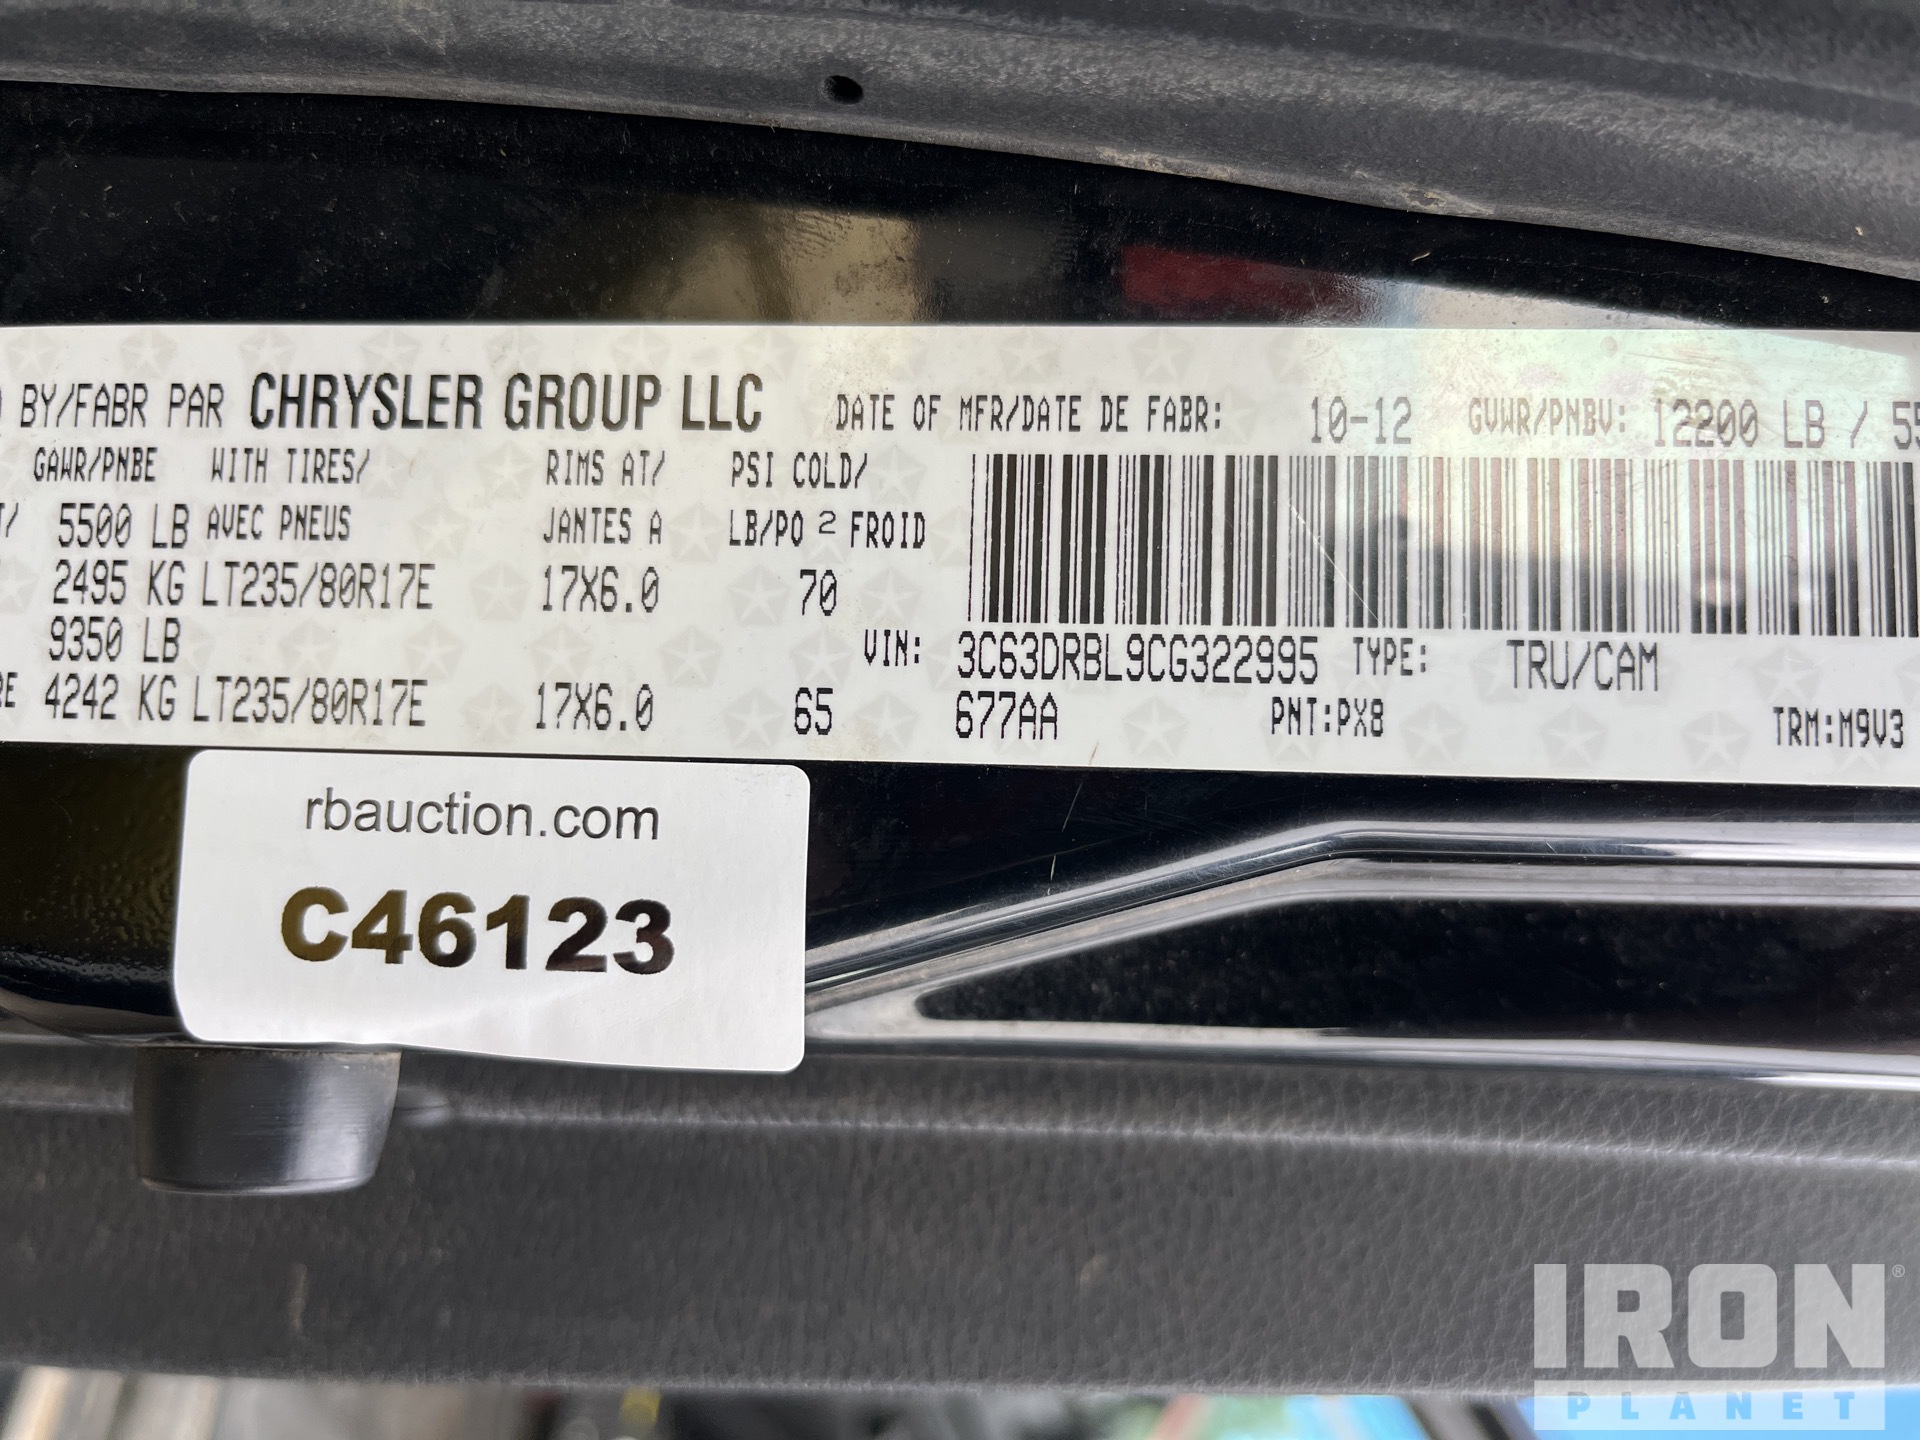 BY/FABR PAR CHRYSLER GROUP LLC DATE OF MFR/DATE DE FABR: 10-12 GVWR/PNBV: 12200 LB / 55
GAWR/PNBE WITH TIRES/ RIMS AT/ PSI COLD/
5500 LB AVEC PNEUS JANTES A LB/PO 2 FROID
2495 KG LT235/80R17E 17X6.0 70
9350 LB VIN: 3C63DRBL9CG322995 TYPE: TRU/CAM
4242 KG LT235/80R17E 17X6.0 65 677AA PNT:PX8 TRM:M9V3
rbauction.com
C46123
IRON®
PLANET